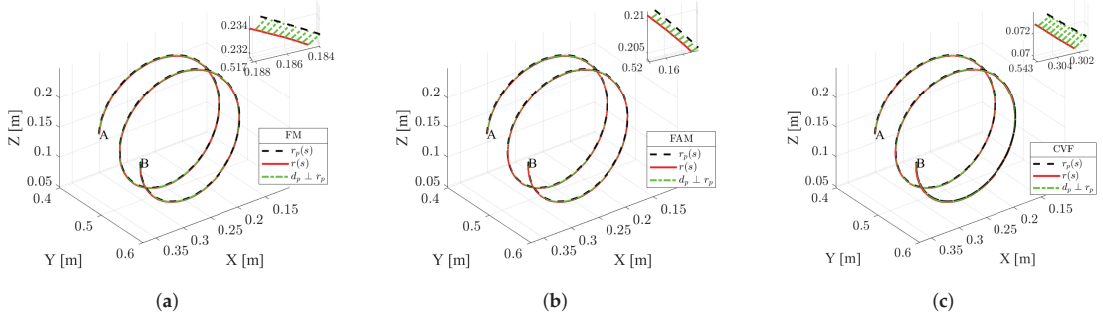 0.234
0.232
0.517
0.188
0.186
0.184
Z [m]
0.2
0.15
0.1
0.05
0.4
0.5
0.6
Y [m]
0.35
0.3
0.25
0.2
0.15
X [m]
A
B
FM
r_p(s)
r(s)
d_p ⊥ r_p
(a)
0.21
0.205
0.52
0.16
Z [m]
0.2
0.15
0.1
0.05
0.4
0.5
0.6
Y [m]
0.35
0.3
0.25
0.2
0.15
X [m]
A
B
FAM
r_p(s)
r(s)
d_p ⊥ r_p
(b)
0.072
0.07
0.543
0.304
0.302
Z [m]
0.2
0.15
0.1
0.05
0.4
0.5
0.6
Y [m]
0.35
0.3
0.25
0.2
0.15
X [m]
A
B
CVF
r_p(s)
r(s)
d_p ⊥ r_p
(c)